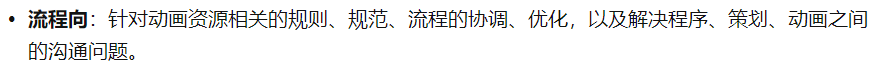 • 流程向：针对动画资源相关的规则、规范、流程的协调、优化，以及解决程序、策划、动画之间
的沟通问题。